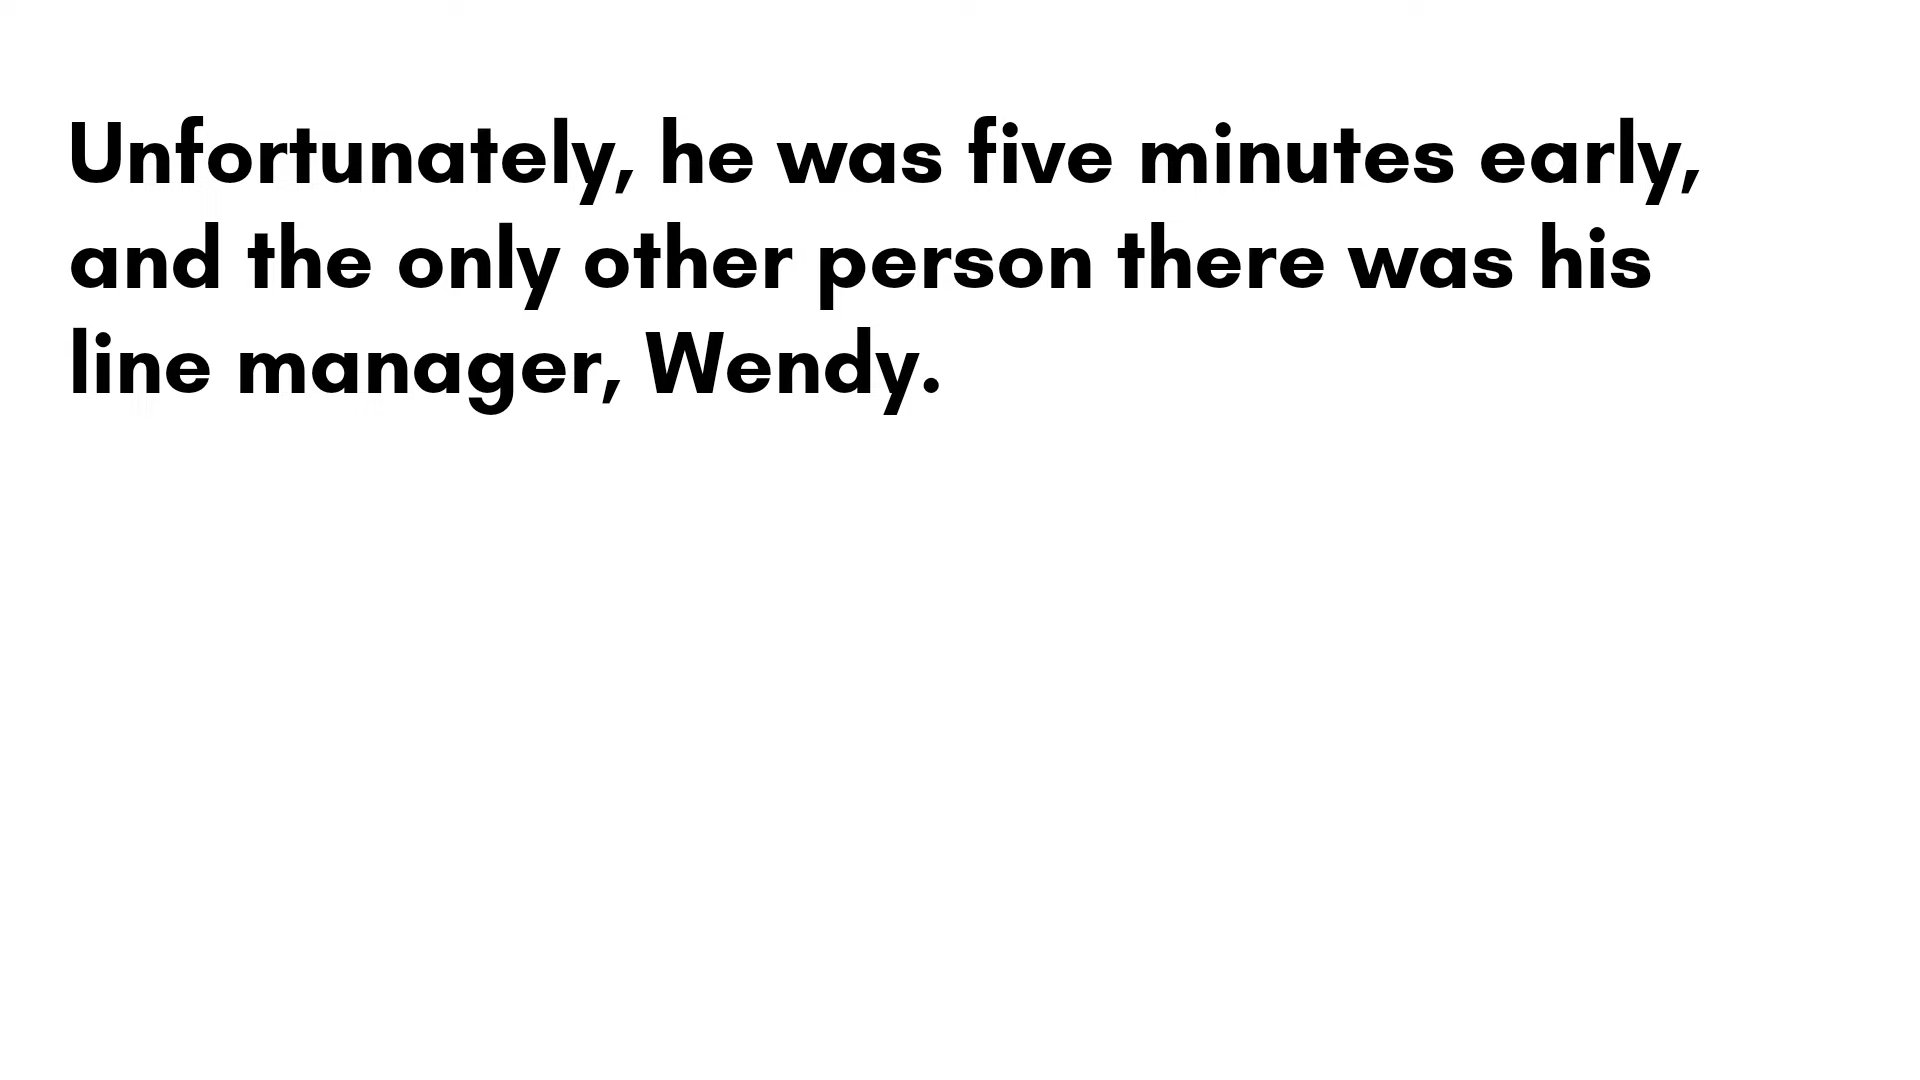 Unfortunately, he was five minutes early,
and the only other person there was his
line manager, Wendy.